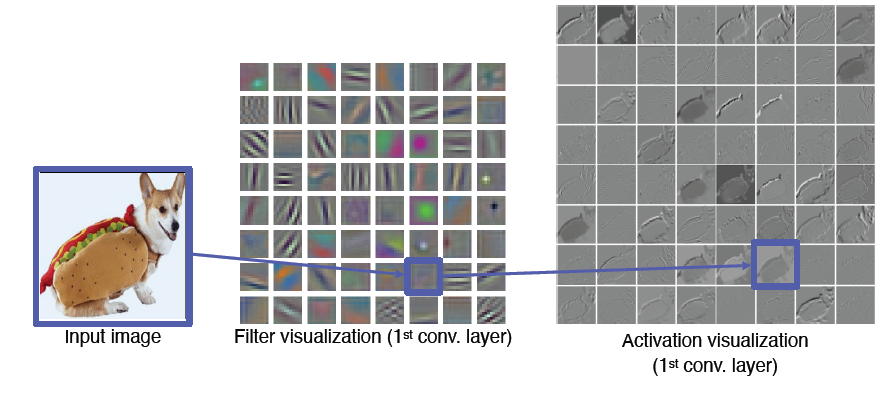 Input image
Filter visualization (1st conv. layer)
Activation visualization
(1st conv. layer)